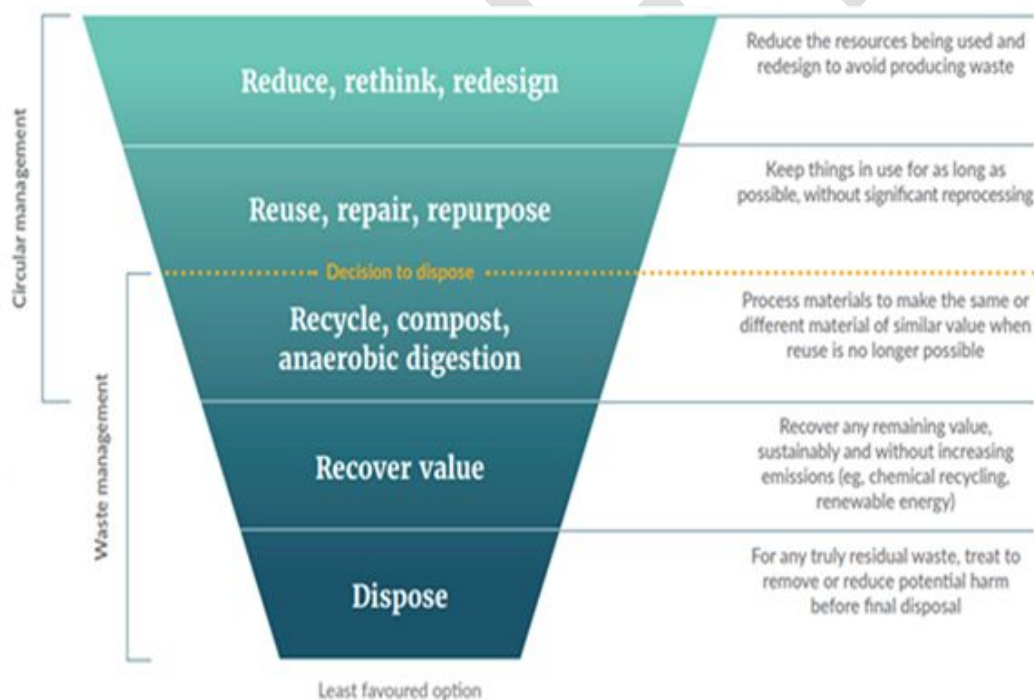 Reduce, rethink, redesign
Reduce the resources being used and
redesign to avoid producing waste
Reuse, repair, repurpose
Keep things in use for as long as
possible, without significant reprocessing
Decision to dispose
Recycle, compost,
anaerobic digestion
Process materials to make the same or
different material of similar value when
reuse is no longer possible
Recover value
Recover any remaining value,
sustainably and without increasing
emissions (eg, chemical recycling,
renewable energy)
Dispose
For any truly residual waste, treat to
remove or reduce potential harm
before final disposal
Least favoured option
Circular management
Waste management